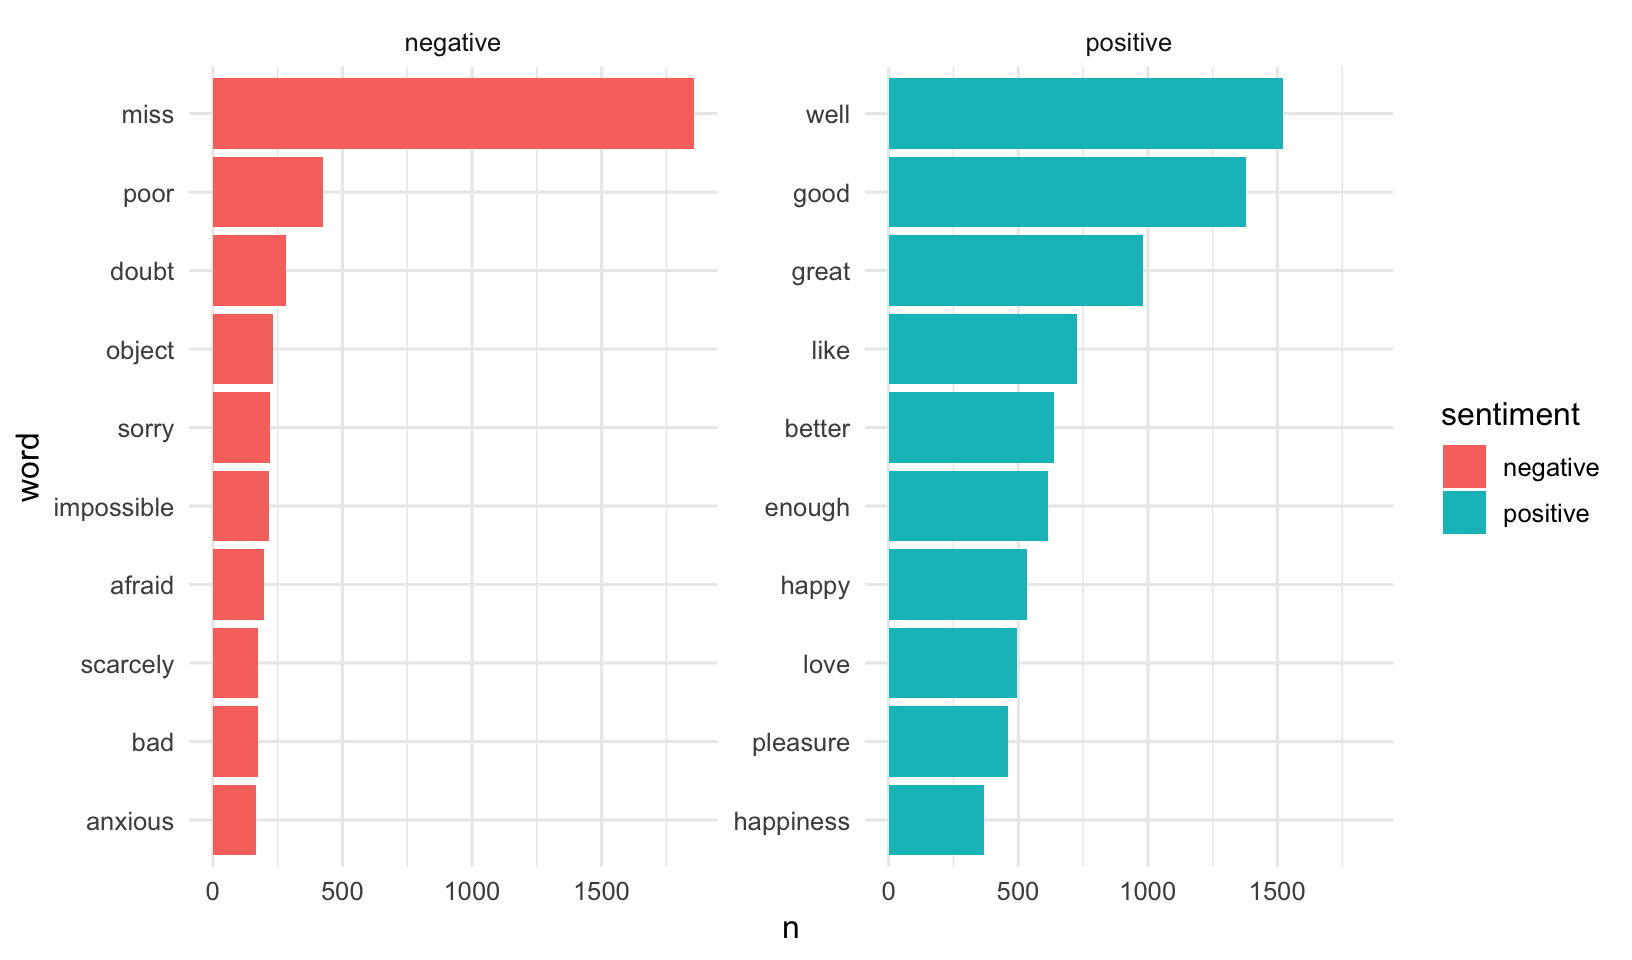 negative
positive
miss
poor
doubt
object
sorry
impossible
afraid
scarcely
bad
anxious
well
good
great
like
better
enough
happy
love
pleasure
happiness
0 500 1000 1500
0 500 1000 1500
word
n
sentiment
negative
positive